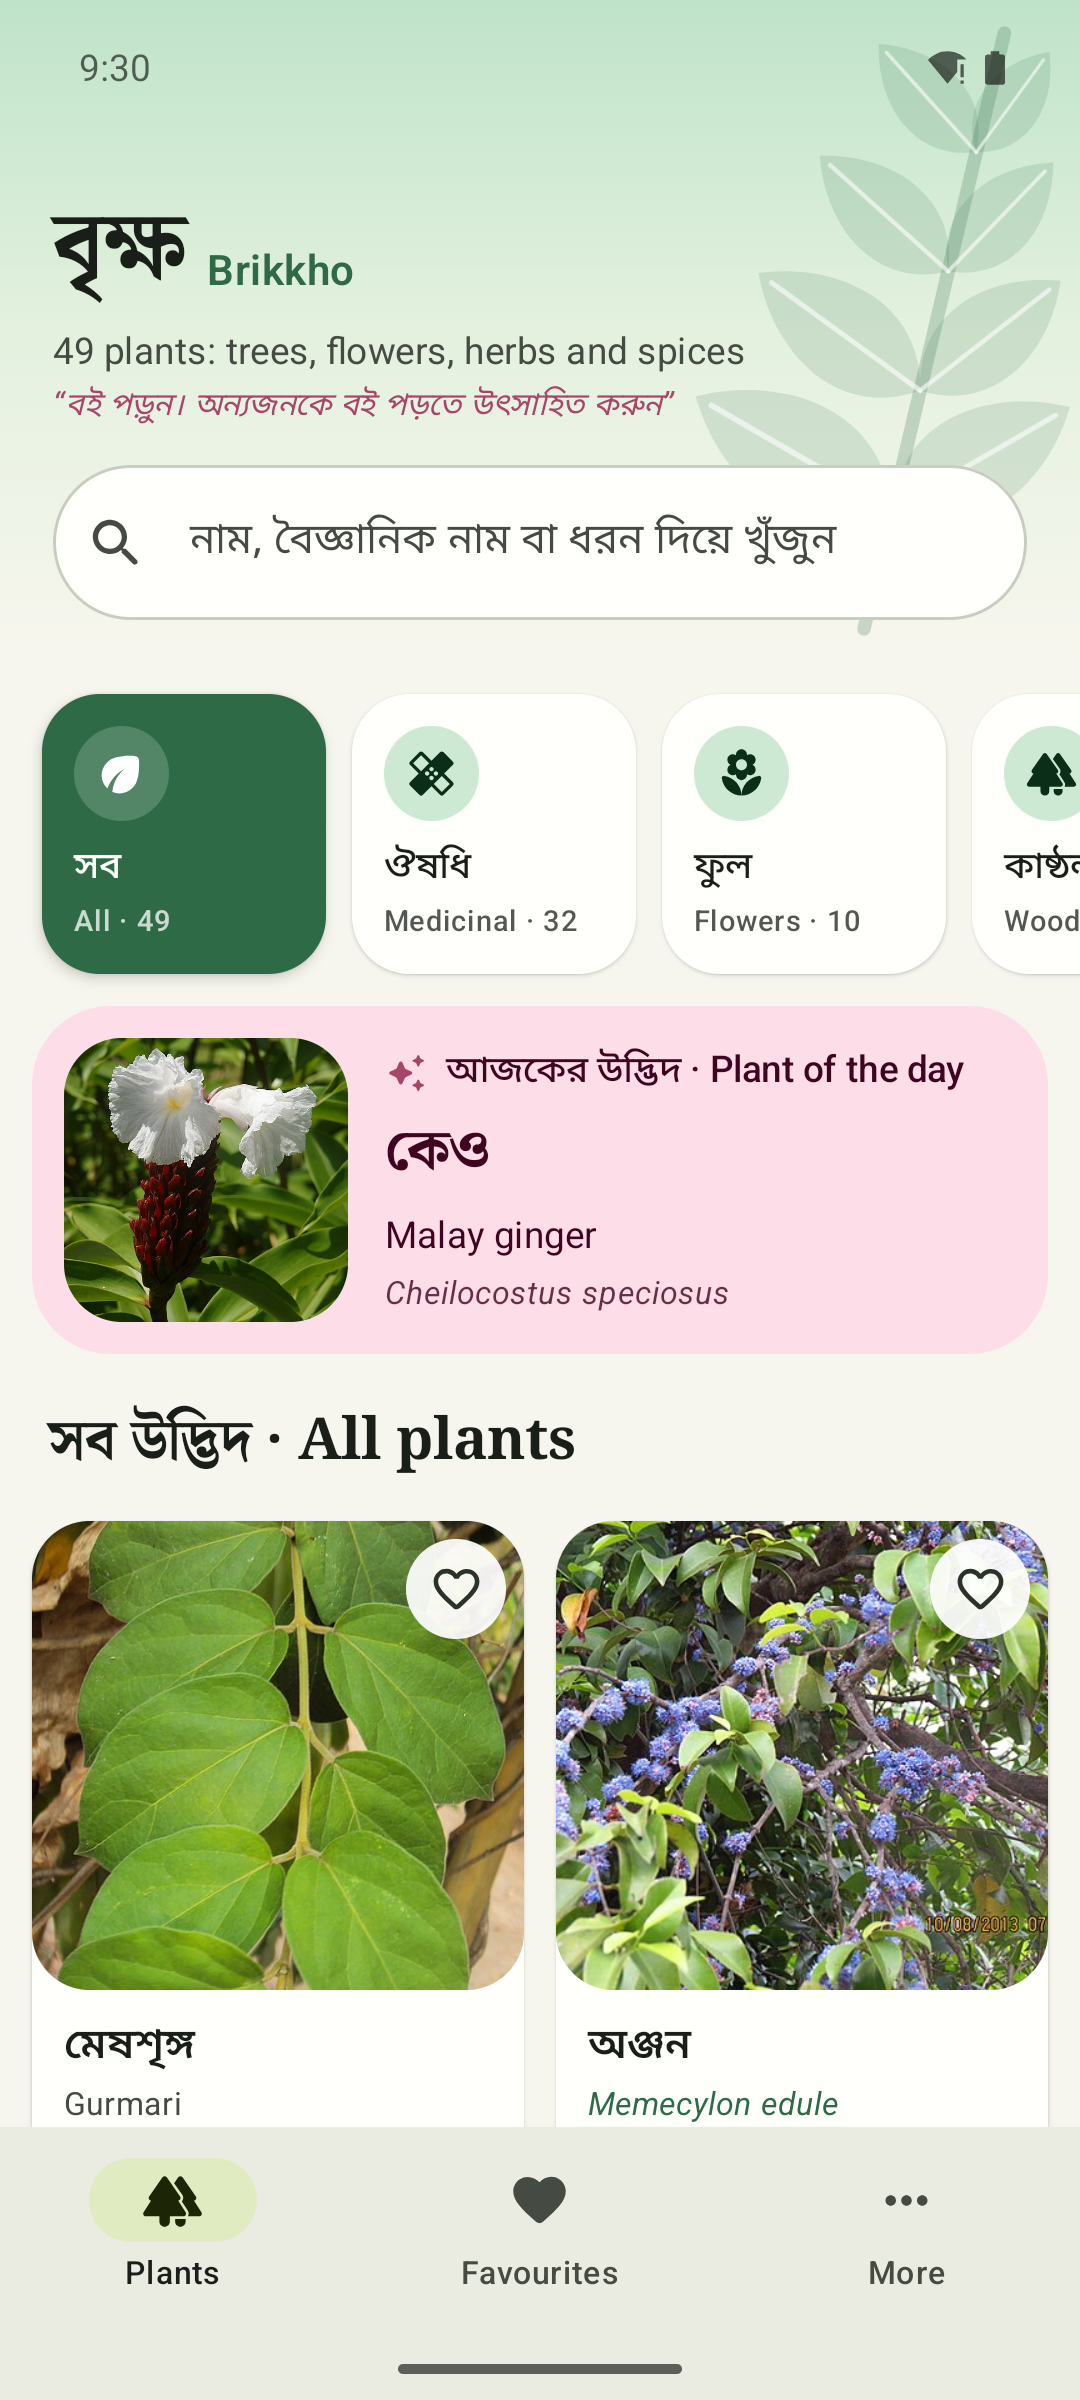 9:30
বৃক্ষ Brikkho
49 plants: trees, flowers, herbs and spices
“বই পড়ুন। অন্যজনকে বই পড়তে উৎসাহিত করুন”
নাম, বৈজ্ঞানিক নাম বা ধরন দিয়ে খুঁজুন
সব
All · 49
ঔষধি
Medicinal · 32
ফুল
Flowers · 10
Wood
আজকের উদ্ভিদ · Plant of the day
কেও
Malay ginger
Cheilocostus speciosus
সব উদ্ভিদ · All plants
10/08/2013 07
মেষশৃঙ্গ
Gurmari
অঞ্জন
Memecylon edule
Plants
Favourites
More